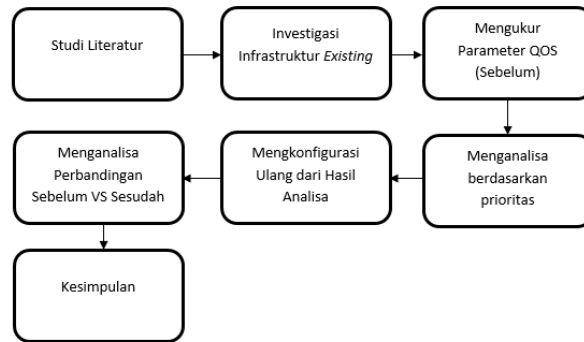 Studi Literatur
Investigasi
Infrastruktur Existing
Mengukur
Parameter QOS
(Sebelum)
Menganalisa
berdasarkan
prioritas
Mengkonfigurasi
Ulang dari Hasil
Analisa
Menganalisa
Perbandingan
Sebelum VS Sesudah
Kesimpulan